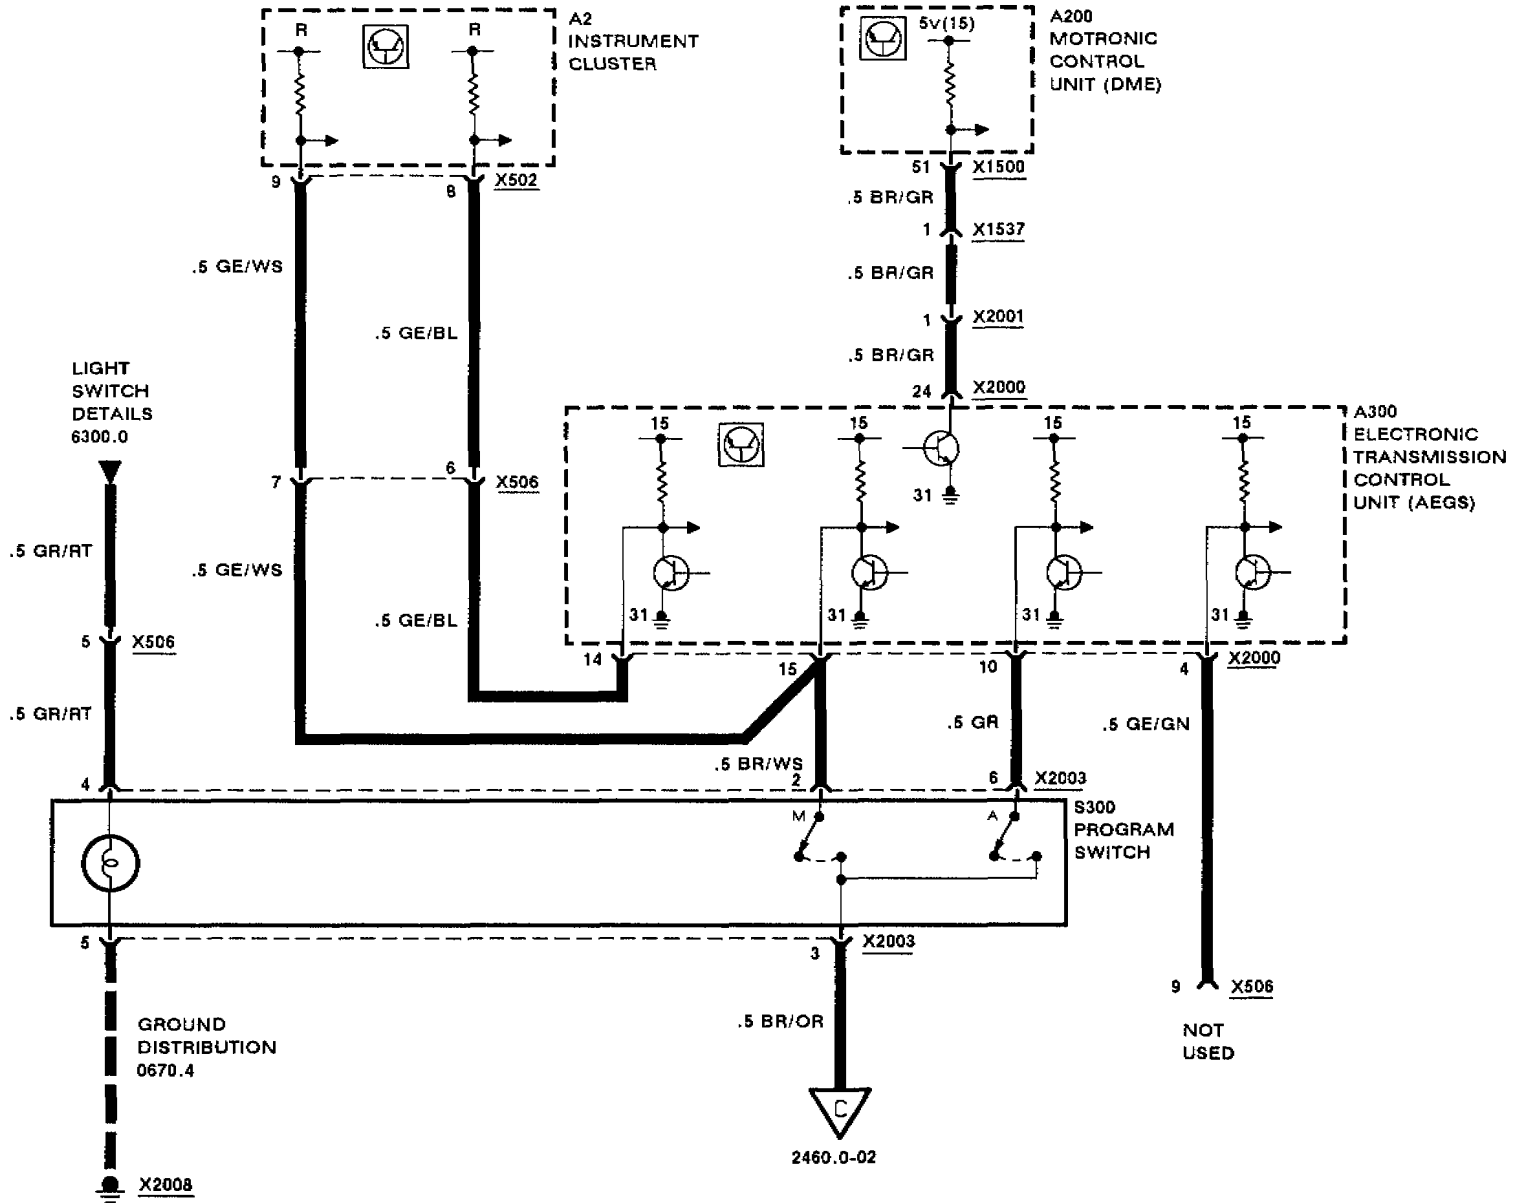 A2
INSTRUMENT
CLUSTER
R
R
9
8
X502
A200
MOTRONIC
CONTROL
UNIT (DME)
5v(15)
51
X1500
.5 BR/GR
1
X1537
.5 BR/GR
1
X2001
.5 BR/GR
24
X2000
.5 GE/WS
.5 GE/BL
LIGHT
SWITCH
DETAILS
6300.0
7
6
X506
A300
ELECTRONIC
TRANSMISSION
CONTROL
UNIT (AEGS)
15
15
15
15
31
31
31
31
31
.5 GR/RT
.5 GE/WS
.5 GE/BL
5
X506
14
15
10
4
X2000
.5 GR/RT
.5 GR
.5 GE/GN
.5 BR/WS
4
2
6
X2003
M
A
S300
PROGRAM
SWITCH
5
3
X2003
9
X506
NOT
USED
GROUND
DISTRIBUTION
0670.4
.5 BR/OR
C
2460.0-02
X2008